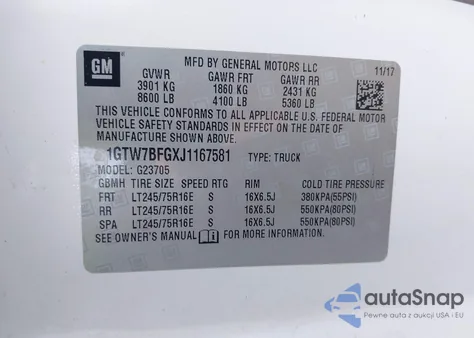 GM
MFD BY GENERAL MOTORS LLC
11/17
GVWR GAWR FRT GAWR RR
3901 KG 1860 KG 2431 KG
8600 LB 4100 LB 5360 LB
THIS VEHICLE CONFORMS TO ALL APPLICABLE U.S. FEDERAL MOTOR
VEHICLE SAFETY STANDARDS IN EFFECT ON THE DATE OF
MANUFACTURE SHOWN ABOVE.
1GTW7BFGXJ1167581 TYPE: TRUCK
MODEL: G23705
GBMH TIRE SIZE SPEED RTG RIM COLD TIRE PRESSURE
FRT LT245/75R16E S 16X6.5J 380KPA(55PSI)
RR LT245/75R16E S 16X6.5J 550KPA(80PSI)
SPA LT245/75R16E S 16X6.5J 550KPA(80PSI)
SEE OWNER'S MANUAL FOR MORE INFORMATION.
autoSnap
Pewne auta z aukcji USA i EU